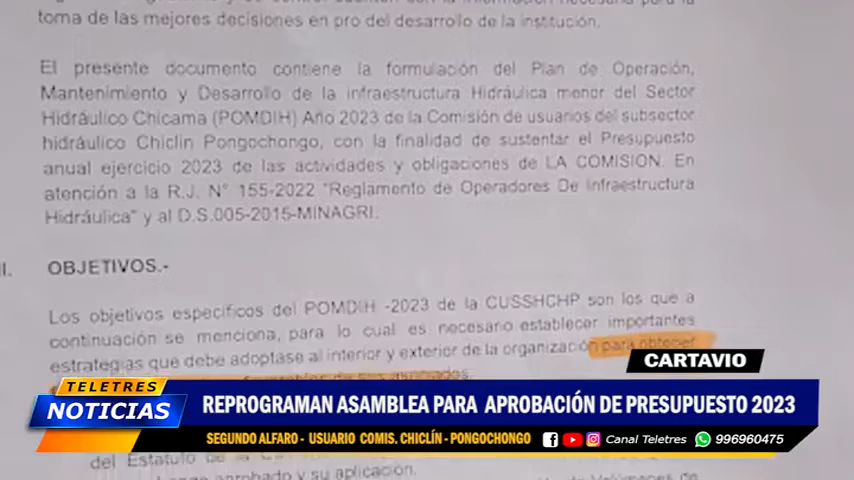 toma de las mejores decisiones en pro del desarrollo de la institución.
El presente documento contiene la formulación del Plan de Operación,
Mantenimiento y Desarrollo de la infraestructura Hidráulica menor del Sector
Hidráulico Chicama (POMDIH) Año 2023 de la Comisión de usuarios del subsector
hidráulico Chiclin Pongochongo, con la finalidad de sustentar el Presupuesto
anual ejercicio 2023 de las actividades y obligaciones de LA COMISION. En
atención a la R.J. N° 155-2022 "Reglamento de Operadores De Infraestructura
Hidráulica" y al D.S.005-2015-MINAGRI.
II. OBJETIVOS.-
Los objetivos específicos del POMDIH -2023 de la CUSSHCHP son los que a
continuación se menciona, para lo cual es necesario establecer importantes
estrategias que debe adoptase al interior y exterior de la organización para obtener
de sus asociados.
CARTAVIO
TELETRES
NOTICIAS
REPROGRAMAN ASAMBLEA PARA APROBACIÓN DE PRESUPUESTO 2023
SEGUNDO ALFARO - USUARIO COMIS. CHICLÍN - PONGOCHONGO
Canal Teletres 996960475
del Estatuto de la
aprobado y su aplicación.